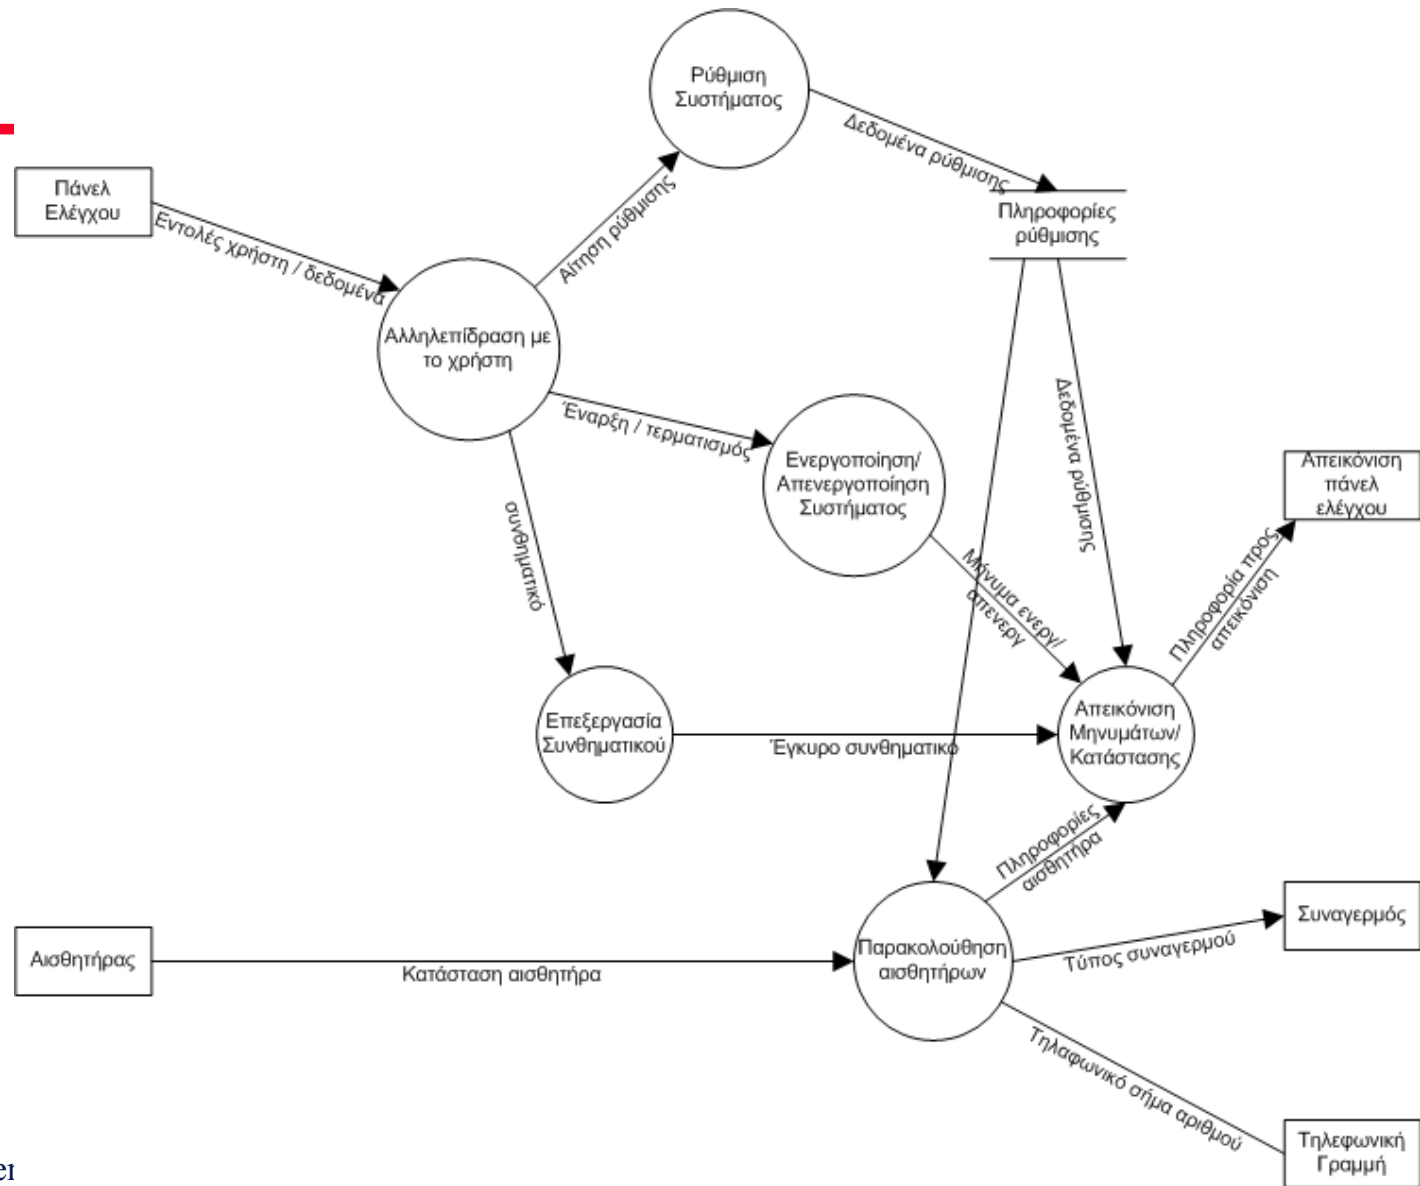 Ρύθμιση
Συστήματος
Δεδομένα ρύθμισης
Πάνελ
Ελέγχου
Εντολές χρήστη / δεδομένα
Αίτηση ρύθμισης
Πληροφορίες
ρύθμισης
Αλληλεπίδραση με
το χρήστη
Έναρξη / τερματισμός
Δεδομένα ρύθμισης
Ενεργοποίηση/
Απενεργοποίηση
Συστήματος
Απεικόνιση
πάνελ
ελέγχου
συνθηματικό
Μήνυμα ενεργ/
απενεργ
Πληροφορία προς
απεικόνιση
Επεξεργασία
Συνθηματικού
Έγκυρο συνθηματικό
Απεικόνιση
Μηνυμάτων/
Κατάστασης
Πληροφορίες
αισθητήρα
Αισθητήρας
Κατάσταση αισθητήρα
Παρακολούθηση
αισθητήρων
Τύπος συναγερμού
Συναγερμός
Τηλαφωνικό σήμα αριθμού
Τηλεφωνική
Γραμμή